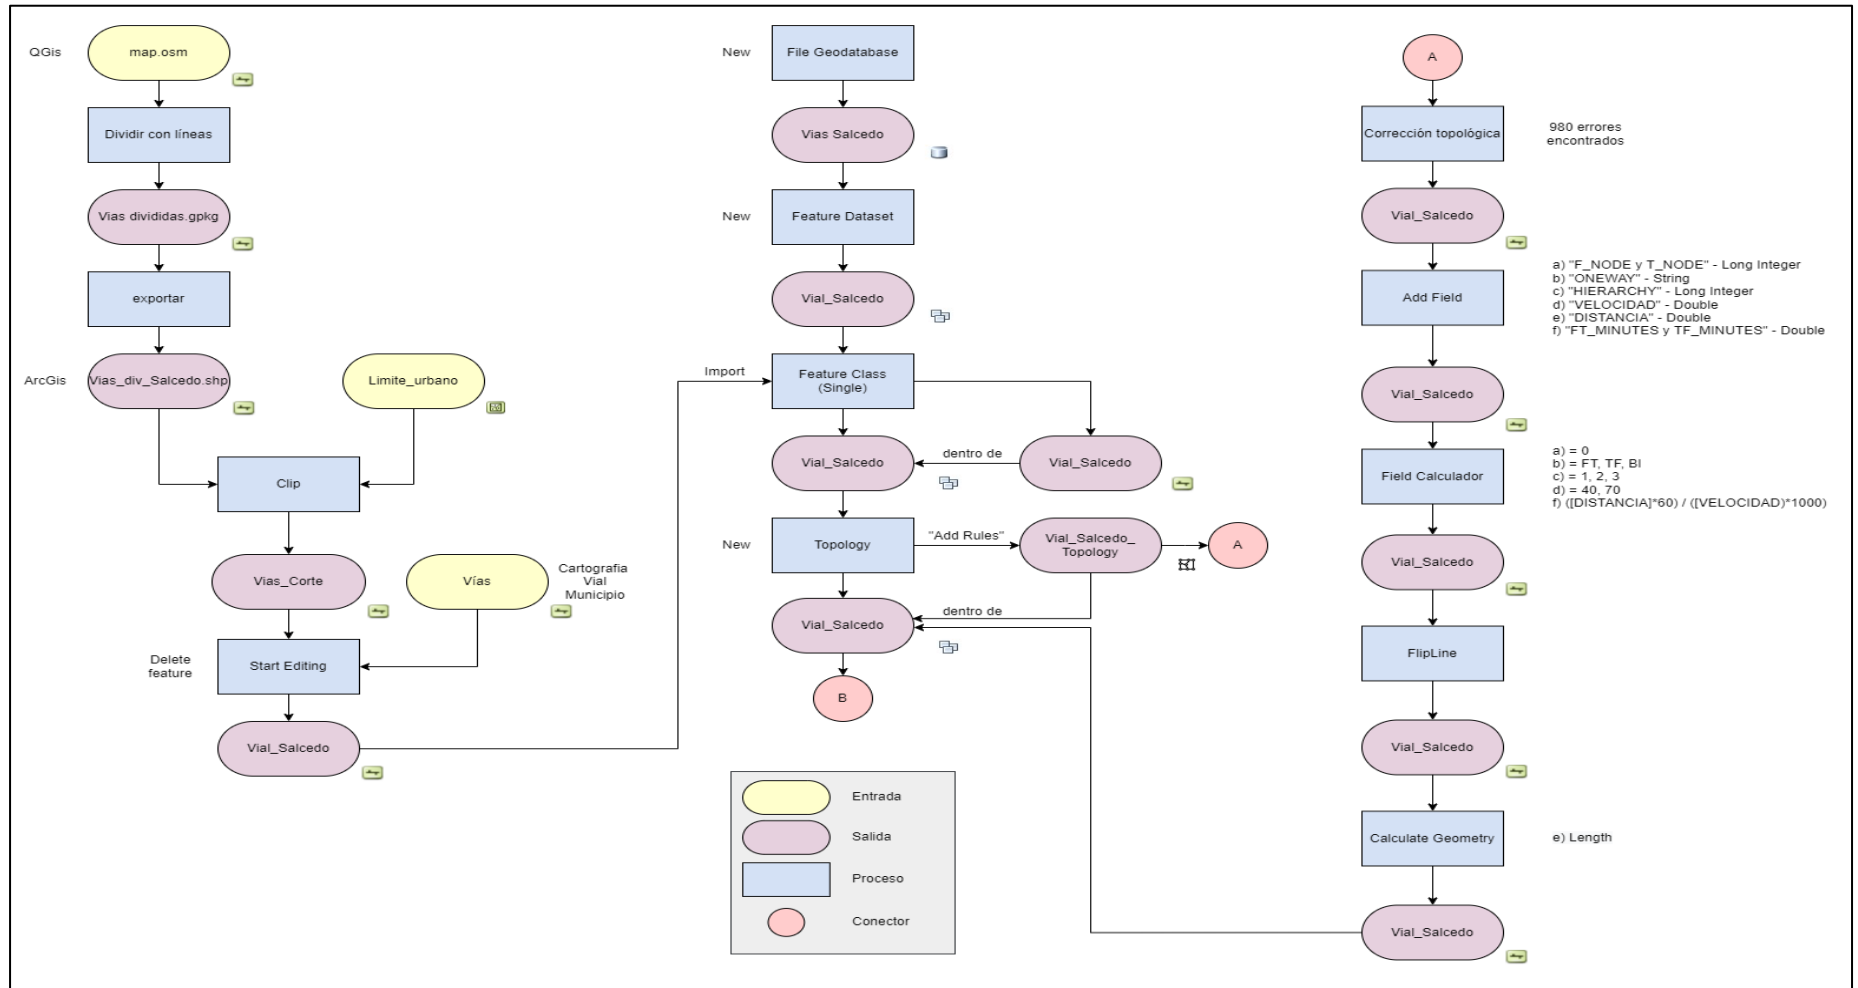 QGis
map.osm
Dividir con líneas
Vias divididas.gpkg
exportar
ArcGis
Vias_div_Salcedo.shp
Limite_urbano
Clip
Vias_Corte
Vías
Cartografia
Vial
Municipio
Delete
feature
Start Editing
Vial_Salcedo
Import
New
File Geodatabase
Vias Salcedo
New
Feature Dataset
Vial_Salcedo
Feature Class
(Single)
Vial_Salcedo
dentro de
Vial_Salcedo
New
Topology
"Add Rules"
Vial_Salcedo_
Topology
A
Vial_Salcedo
dentro de
B
Entrada
Salida
Proceso
Conector
A
Corrección topológica
980 errores
encontrados
Vial_Salcedo
Add Field
a) "F_NODE y T_NODE" - Long Integer
b) "ONEWAY" - String
c) "HIERARCHY" - Long Integer
d) "VELOCIDAD" - Double
e) "DISTANCIA" - Double
f) "FT_MINUTES y TF_MINUTES" - Double
Vial_Salcedo
Field Calculador
a) = 0
b) = FT, TF, BI
c) = 1, 2, 3
d) = 40, 70
f) ([DISTANCIA]*60) / ([VELOCIDAD)*1000)
Vial_Salcedo
FlipLine
Vial_Salcedo
Calculate Geometry
e) Length
Vial_Salcedo